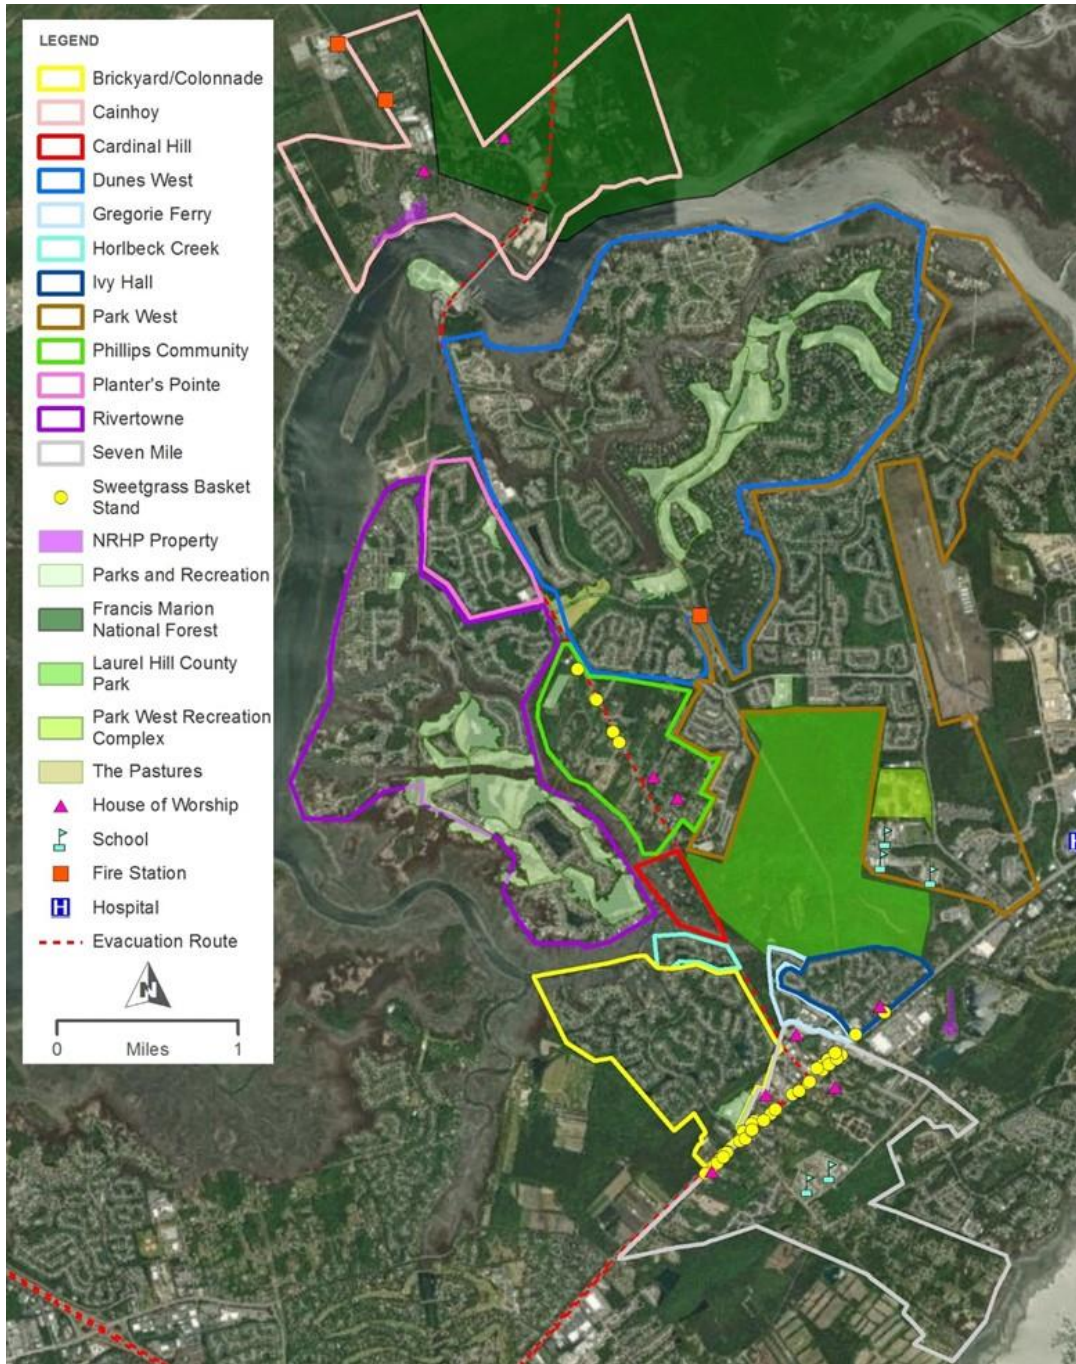 LEGEND
Brickyard/Colonnade
Cainhoy
Cardinal Hill
Dunes West
Gregorie Ferry
Horlbeck Creek
Ivy Hall
Park West
Phillips Community
Planter's Pointe
Rivertowne
Seven Mile
Sweetgrass Basket
Stand
NRHP Property
Parks and Recreation
Francis Marion
National Forest
Laurel Hill County
Park
Park West Recreation
Complex
The Pastures
House of Worship
School
Fire Station
H Hospital
Evacuation Route
N
0 Miles 1
H